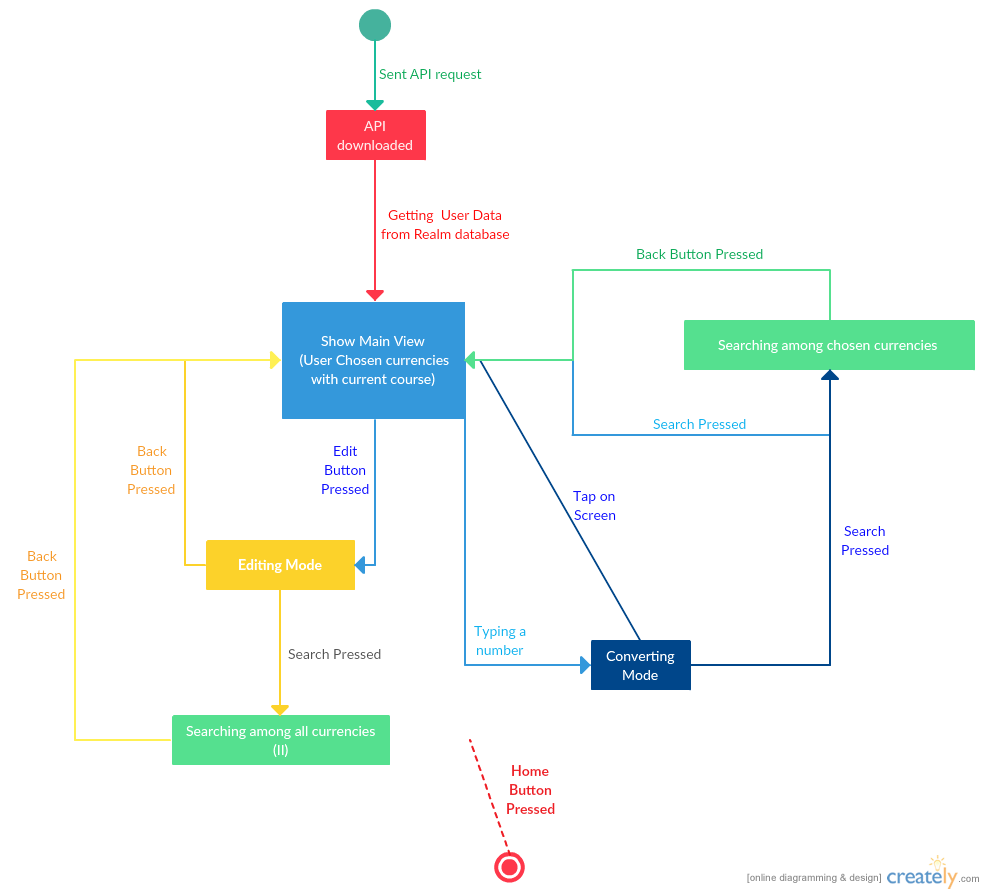 Sent API request
API
downloaded
Getting User Data
from Realm database
Back Button Pressed
Show Main View
(User Chosen currencies
with current course)
Searching among chosen currencies
Search Pressed
Back
Button
Pressed
Edit
Button
Pressed
Tap on
Screen
Search
Pressed
Back
Button
Pressed
Editing Mode
Typing a
number
Search Pressed
Converting
Mode
Searching among all currencies
(II)
Home
Button
Pressed
[online diagramming & design] creately.com